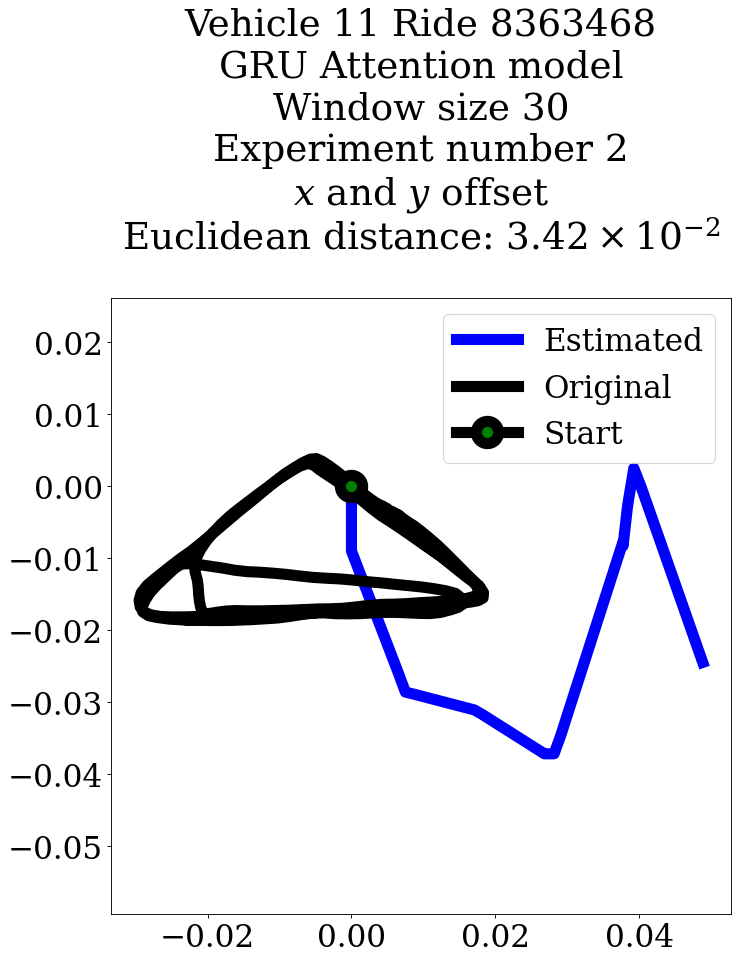 Vehicle 11 Ride 8363468
GRU Attention model
Window size 30
Experiment number 2
x and y offset
Euclidean distance: 3.42 × 10⁻²
Estimated
Original
Start
0.02
0.01
0.00
−0.01
−0.02
−0.03
−0.04
−0.05
−0.02 0.00 0.02 0.04